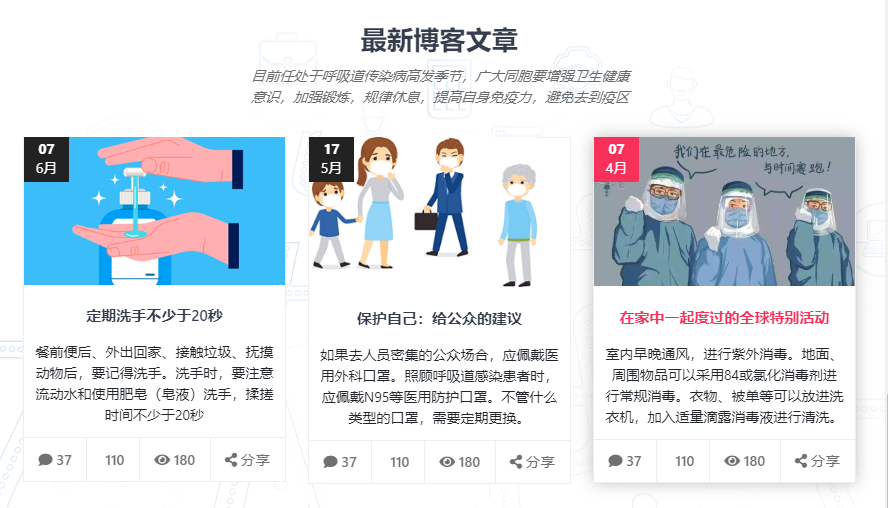 最新博客文章
目前任处于呼吸道传染病高发季节，广大同胞要增强卫生健康
意识，加强锻炼，规律休息，提高自身免疫力，避免去到疫区
07
6月
定期洗手不少于20秒
餐前便后、外出回家、接触垃圾、抚摸
动物后，要记得洗手。洗手时，要注意
流动水和使用肥皂（皂液）洗手，揉搓
时间不少于20秒
37
110
180
分享
17
5月
保护自己：给公众的建议
如果去人员密集的公众场合，应佩戴医
用外科口罩。照顾呼吸道感染患者时，
应佩戴N95等医用防护口罩。不管什么
类型的口罩，需要定期更换。
37
110
180
分享
07
4月
我们在最危险的地方，
与时间赛跑！
在家中一起度过的全球特别活动
室内早晚通风，进行紫外消毒。地面、
周围物品可以采用84或氯化消毒剂进
行常规消毒。衣物、被单等可以放进洗
衣机，加入适量滴露消毒液进行清洗。
37
110
180
分享